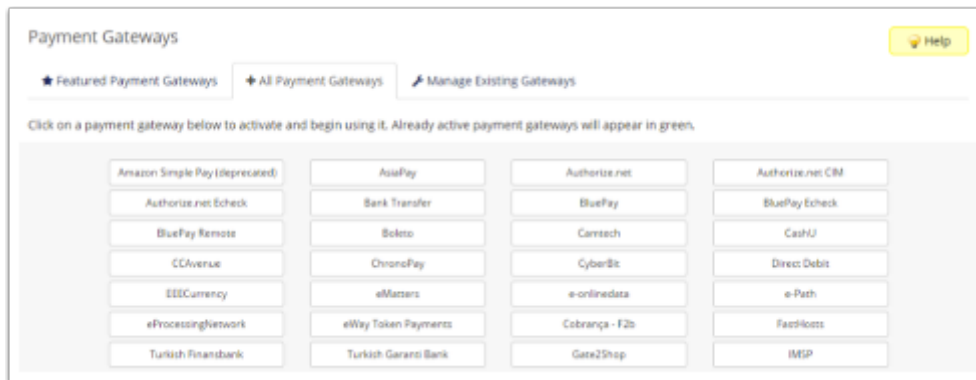 Payment Gateways
Help
Featured Payment Gateways All Payment Gateways Manage Existing Gateways
Click on a payment gateway below to activate and begin using it. Already active payment gateways will appear in green.
Amazon Simple Pay (deprecated) AsiaPay Authorize.net Authorize.net CIM
Authorize.net Echeck Bank Transfer BluePay BluePay Echeck
BluePay Remote Boleto Camtech CashU
CCAvenue ChronoPay CyberBit Direct Debit
EEECurrency eMatters e-onlinedata e-Path
eProcessingNetwork eWay Token Payments Cobrança - F2b FastHosts
Turkish Finansbank Turkish Garanti Bank Gate2Shop IMSP